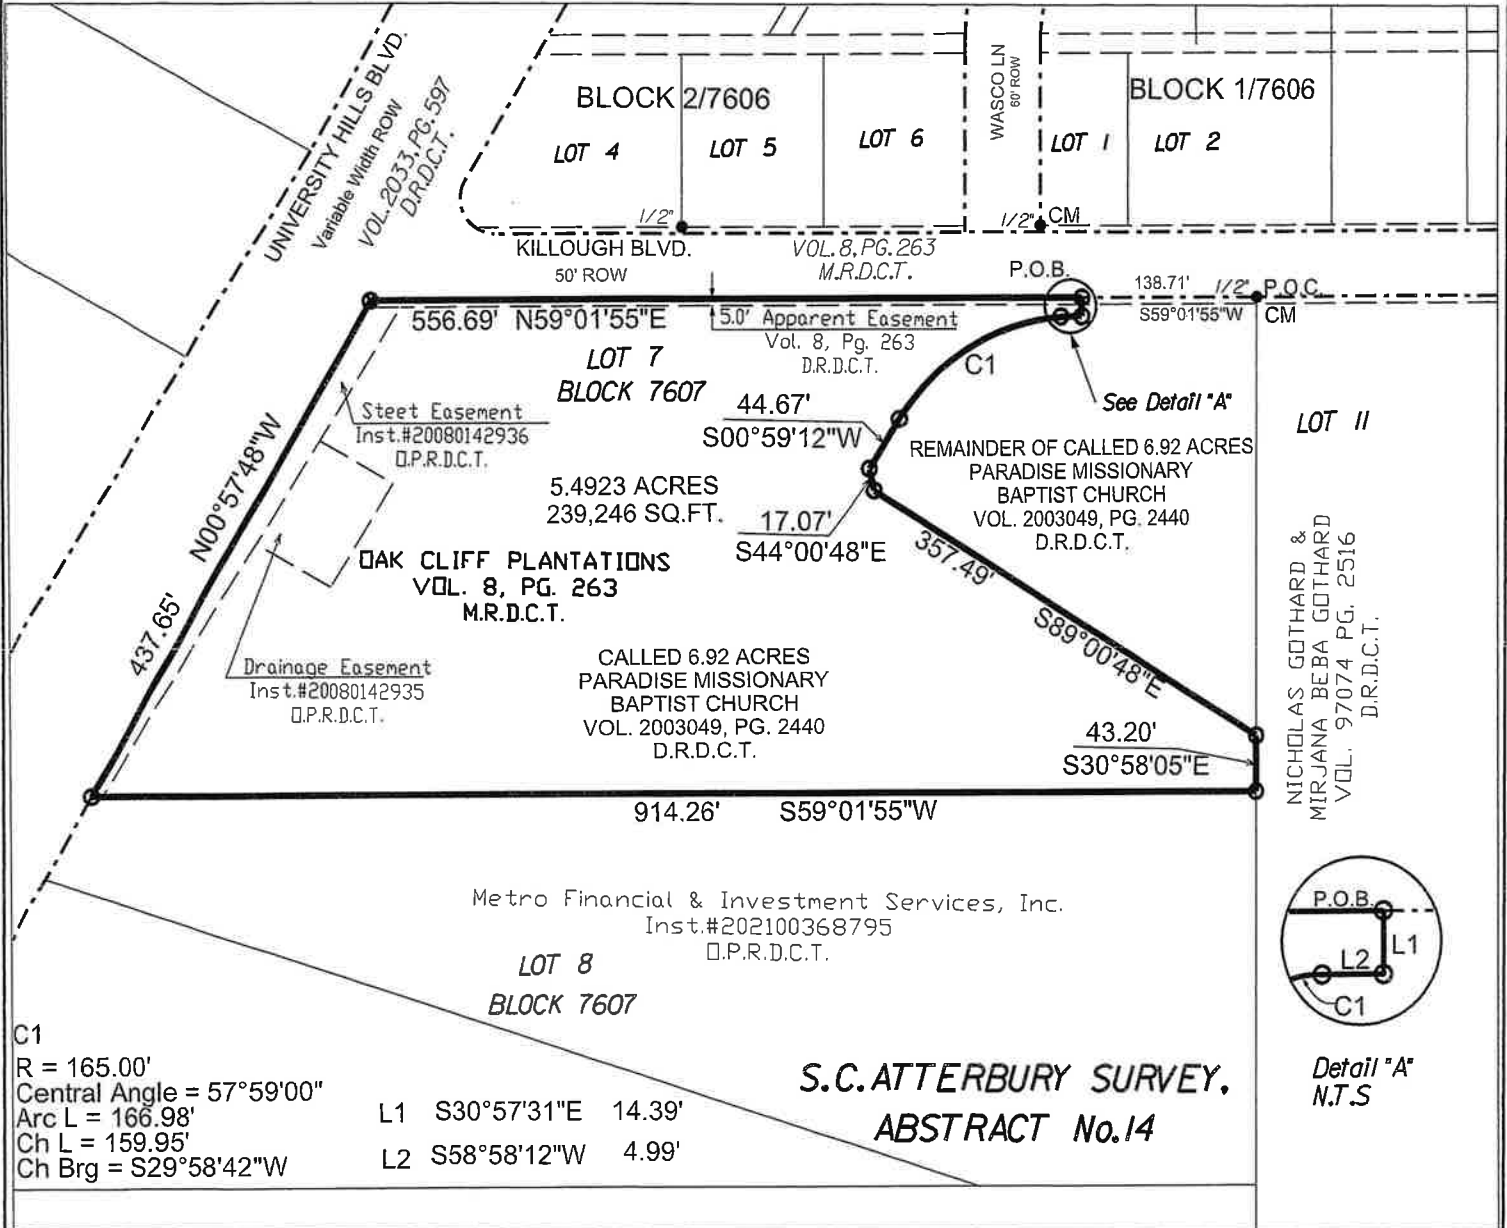 UNIVERSITY HILLS BLVD.
Variable Width ROW
VOL. 2033, PG. 597
D.R.D.C.T.
BLOCK 2/7606
LOT 4
LOT 5
LOT 6
WASCO LN
60' ROW
BLOCK 1/7606
LOT 1
LOT 2
1/2"
1/2"
CM
KILLOUGH BLVD.
50' ROW
VOL. 8, PG. 263
M.R.D.C.T.
P.O.B.
138.71'
1/2"
P.O.C.
S59°01'55"W
CM
556.69' N59°01'55"E
5.0' Apparent Easement
Vol. 8, Pg. 263
D.R.D.C.T.
LOT 7
BLOCK 7607
C1
See Detail "A"
LOT 11
Steet Easement
Inst.#20080142936
O.P.R.D.C.T.
44.67'
S00°59'12"W
REMAINDER OF CALLED 6.92 ACRES
PARADISE MISSIONARY
BAPTIST CHURCH
VOL. 2003049, PG. 2440
D.R.D.C.T.
N00°57'48"W
437.65'
5.4923 ACRES
239,246 SQ.FT.
17.07'
S44°00'48"E
OAK CLIFF PLANTATIONS
VOL. 8, PG. 263
M.R.D.C.T.
357.49'
S89°00'48"E
NICHOLAS GOTHARD &
MIRJANA BEBA GOTHARD
VOL. 97074 PG. 2516
D.R.D.C.T.
Drainage Easement
Inst.#20080142935
O.P.R.D.C.T.
CALLED 6.92 ACRES
PARADISE MISSIONARY
BAPTIST CHURCH
VOL. 2003049, PG. 2440
D.R.D.C.T.
43.20'
S30°58'05"E
914.26' S59°01'55"W
Metro Financial & Investment Services, Inc.
Inst.#202100368795
O.P.R.D.C.T.
LOT 8
BLOCK 7607
P.O.B.
L1
L2
C1
Detail "A"
N.T.S
C1
R = 165.00'
Central Angle = 57°59'00"
Arc L = 166.98'
Ch L = 159.95'
Ch Brg = S29°58'42"W
L1 S30°57'31"E 14.39'
L2 S58°58'12"W 4.99'
S.C. ATTERBURY SURVEY,
ABSTRACT No. 14